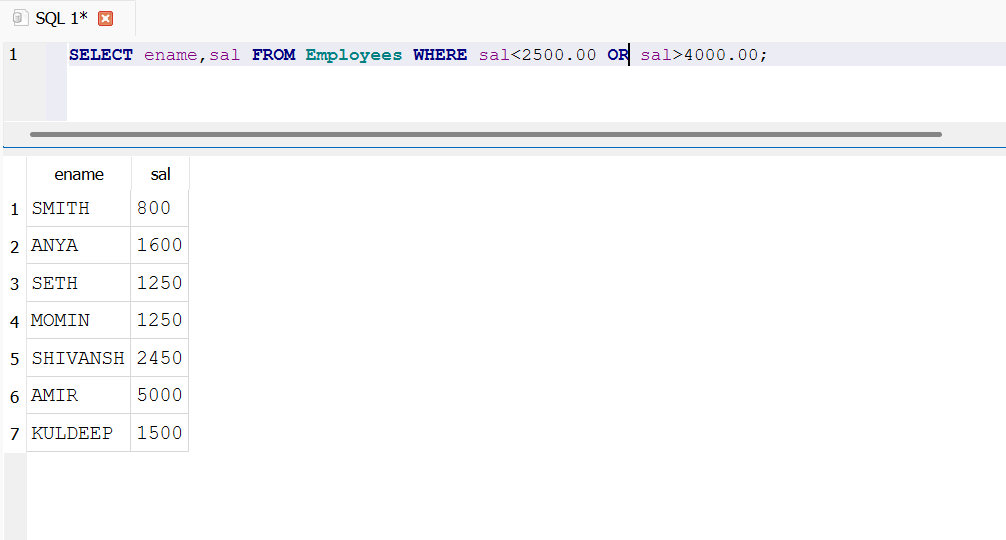 SQL 1*
1 SELECT ename,sal FROM Employees WHERE sal<2500.00 OR sal>4000.00;
ename sal
1 SMITH 800
2 ANYA 1600
3 SETH 1250
4 MOMIN 1250
5 SHIVANSH 2450
6 AMIR 5000
7 KULDEEP 1500